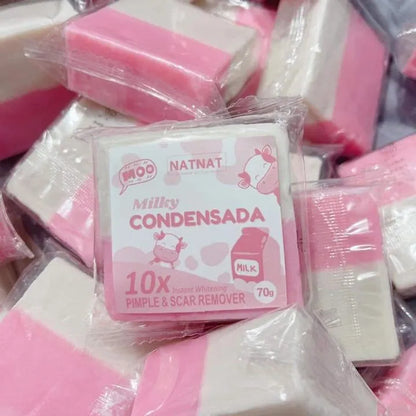 MOO
NATNAT
Milky
CONDENSADA
MILK
10x
Instant Whitening
PIMPLE & SCAR REMOVER
70g